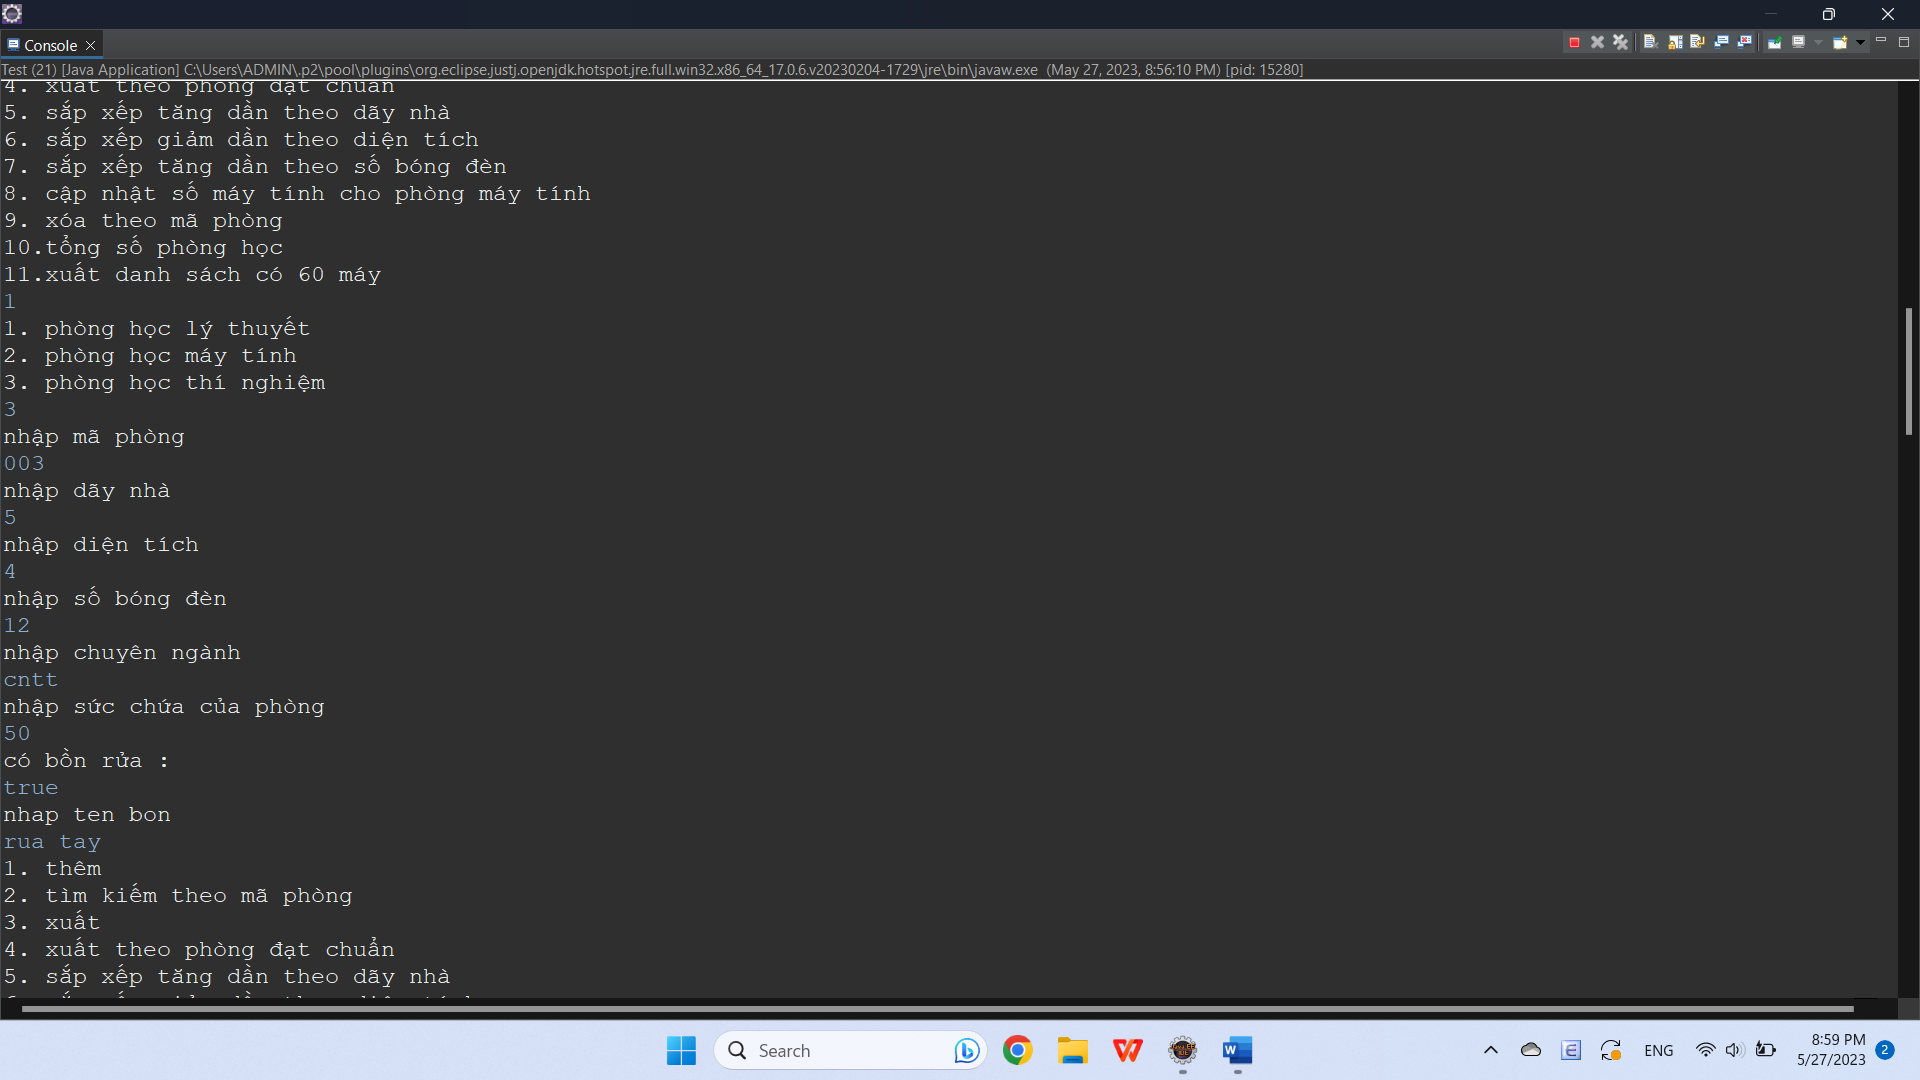 Console
Test (21) [Java Application] C:\Users\ADMIN\.p2\pool\plugins\org.eclipse.justj.openjdk.hotspot.jre.full.win32.x86_64_17.0.6.v20230204-1729\jre\bin\javaw.exe (May 27, 2023, 8:56:10 PM) [pid: 15280]
4. xuất theo phòng đạt chuẩn
5. sắp xếp tăng dần theo dãy nhà
6. sắp xếp giảm dần theo diện tích
7. sắp xếp tăng dần theo số bóng đèn
8. cập nhật số máy tính cho phòng máy tính
9. xóa theo mã phòng
10.tổng số phòng học
11.xuất danh sách có 60 máy
1
1. phòng học lý thuyết
2. phòng học máy tính
3. phòng học thí nghiệm
3
nhập mã phòng
003
nhập dãy nhà
5
nhập diện tích
4
nhập số bóng đèn
12
nhập chuyên ngành
cntt
nhập sức chứa của phòng
50
có bồn rửa :
true
nhap ten bon
rua tay
1. thêm
2. tìm kiếm theo mã phòng
3. xuất
4. xuất theo phòng đạt chuẩn
5. sắp xếp tăng dần theo dãy nhà
Search
ENG
8:59 PM
5/27/2023
2